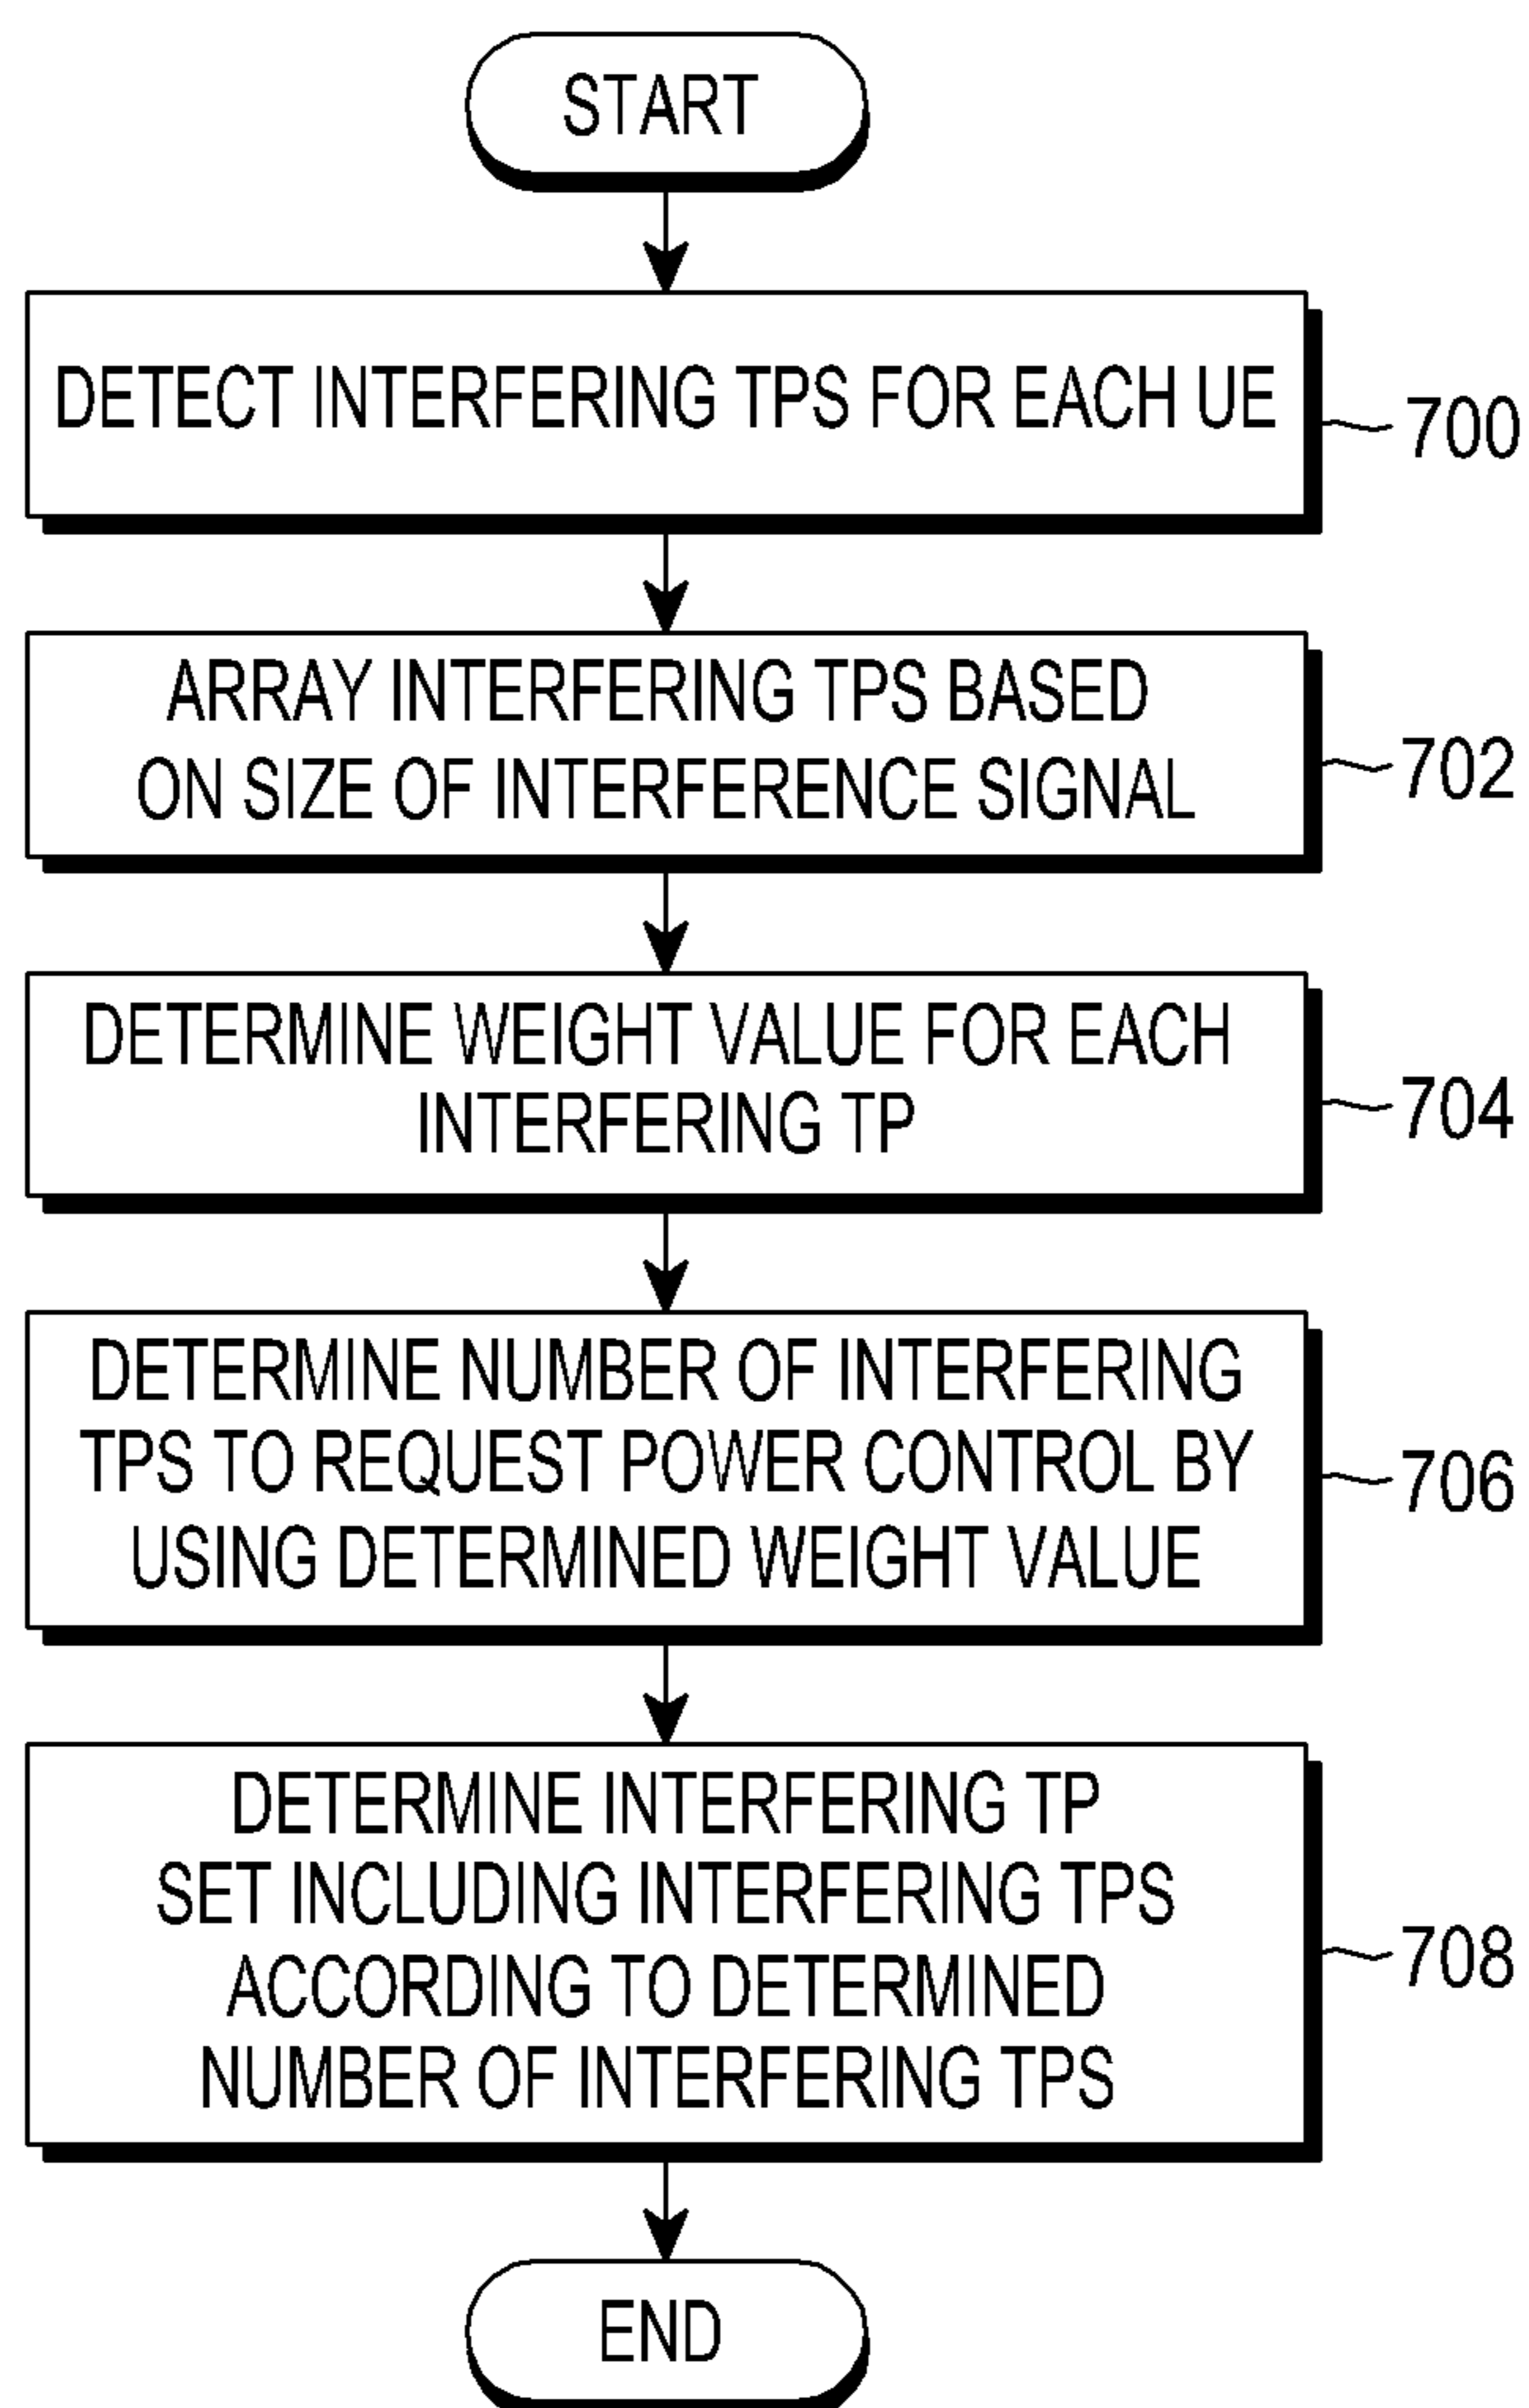 START
DETECT INTERFERING TPS FOR EACH UE
700
ARRAY INTERFERING TPS BASED
ON SIZE OF INTERFERENCE SIGNAL
702
DETERMINE WEIGHT VALUE FOR EACH
INTERFERING TP
704
DETERMINE NUMBER OF INTERFERING
TPS TO REQUEST POWER CONTROL BY
USING DETERMINED WEIGHT VALUE
706
DETERMINE INTERFERING TP
SET INCLUDING INTERFERING TPS
ACCORDING TO DETERMINED
NUMBER OF INTERFERING TPS
708
END